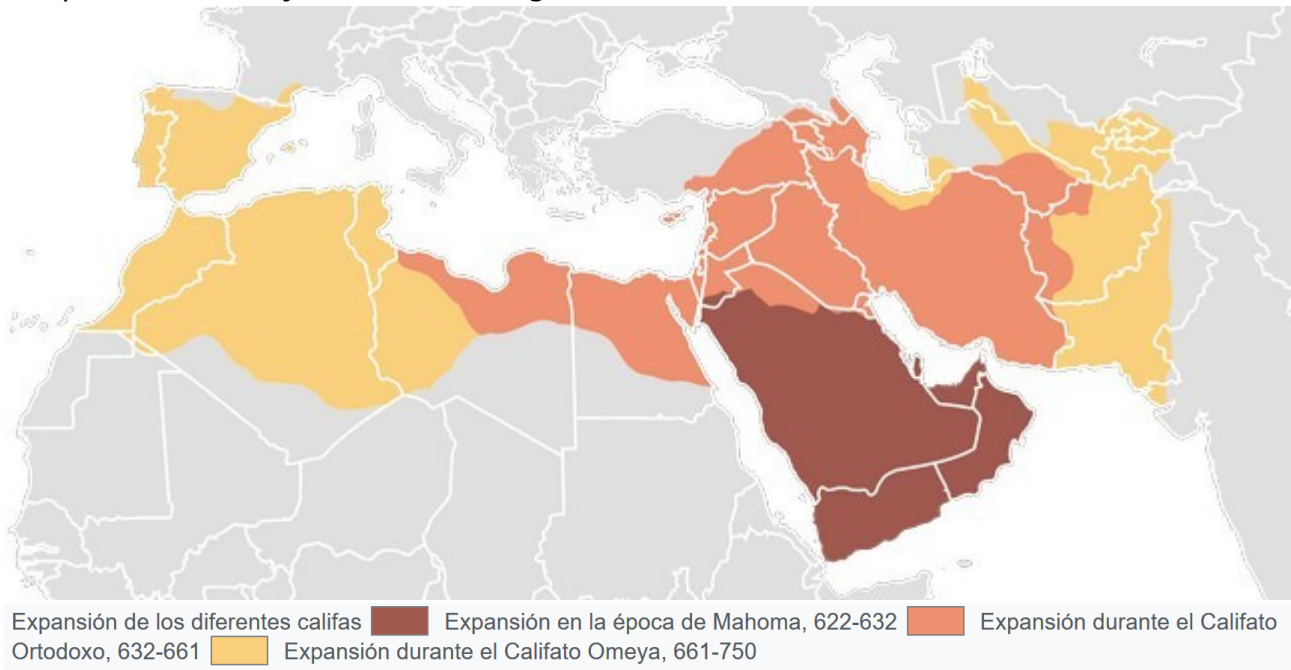 Expansión de los diferentes califas Expansión en la época de Mahoma, 622-632 Expansión durante el Califato
Ortodoxo, 632-661 Expansión durante el Califato Omeya, 661-750